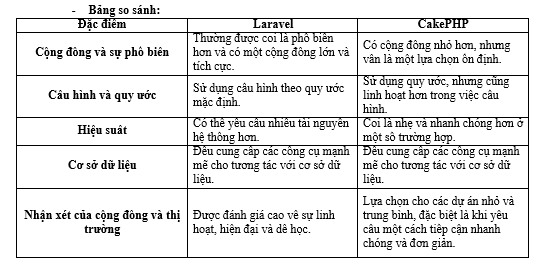 - Bảng so sánh:
Đặc điểm Laravel CakePHP
Cộng đồng và sự phổ biến
Thường được coi là phổ biến
hơn và có một cộng đồng lớn và
tích cực.
Có cộng đồng nhỏ hơn, nhưng
vẫn là một lựa chọn ổn định.
Cấu hình và quy ước
Sử dụng cấu hình theo quy ước
mặc định.
Sử dụng quy ước, nhưng cũng
linh hoạt hơn trong việc cấu
hình.
Hiệu suất
Có thể yêu cầu nhiều tài nguyên
hệ thống hơn.
Coi là nhẹ và nhanh chóng hơn ở
một số trường hợp.
Cơ sở dữ liệu
Đều cung cấp các công cụ mạnh
mẽ cho tương tác với cơ sở dữ
liệu.
Đều cung cấp các công cụ mạnh
mẽ cho tương tác với cơ sở dữ
liệu.
Nhận xét của cộng đồng và thị
trường
Được đánh giá cao về sự linh
hoạt, hiện đại và dễ học.
Lựa chọn cho các dự án nhỏ và
trung bình, đặc biệt là khi yêu
cầu một cách tiếp cận nhanh
chóng và đơn giản.